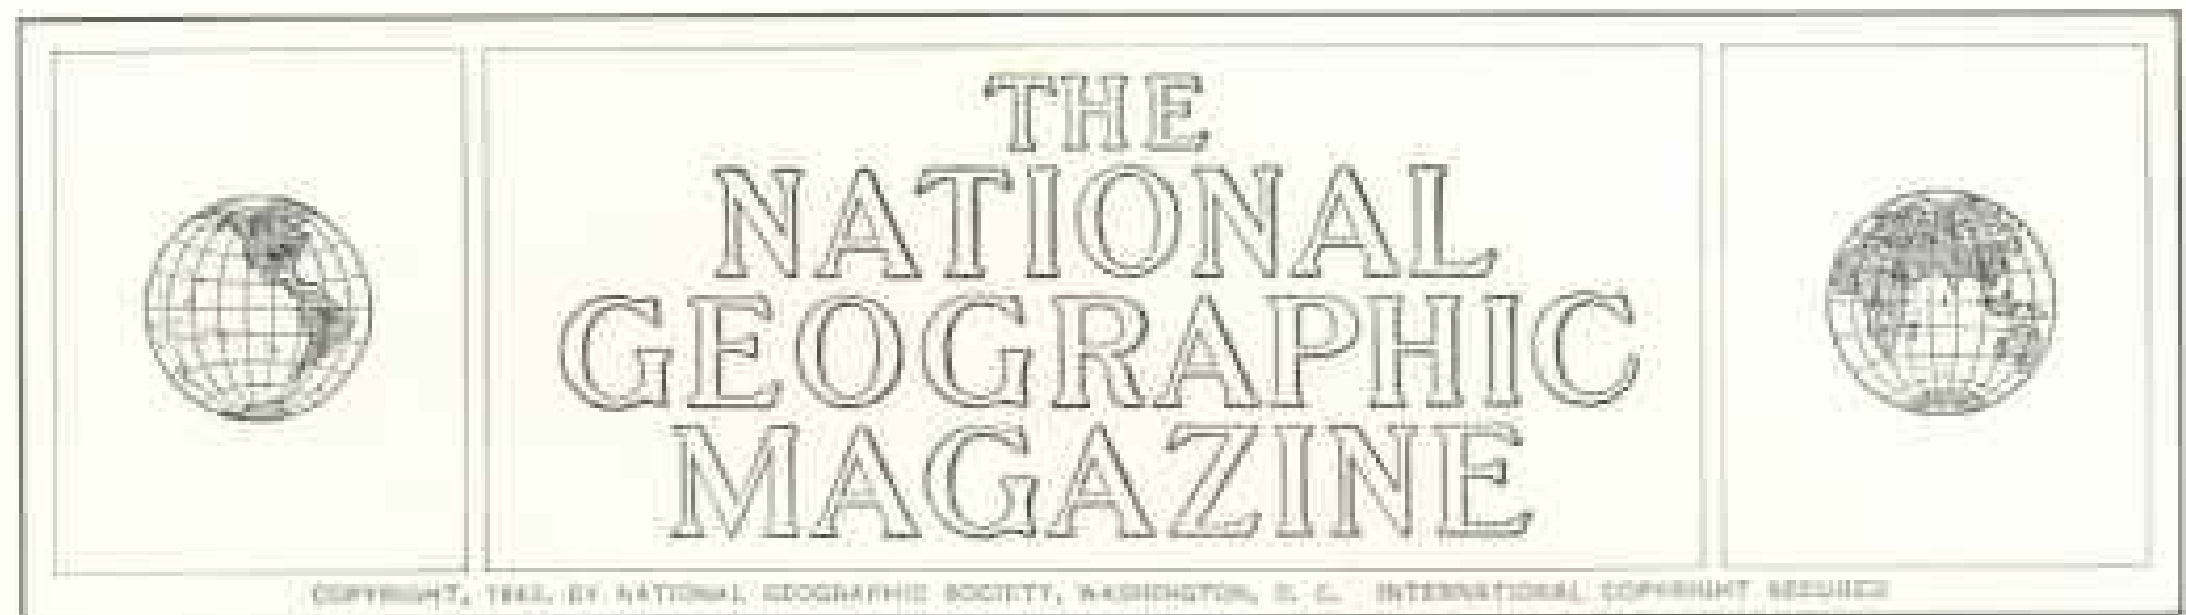 THE
NATIONAL
GEOGRAPHIC
MAGAZINE
COPYRIGHT, BY NATIONAL GEOGRAPHIC SOCIETY, WASHINGTON, D. C. INTERNATIONAL COPYRIGHT SECURED